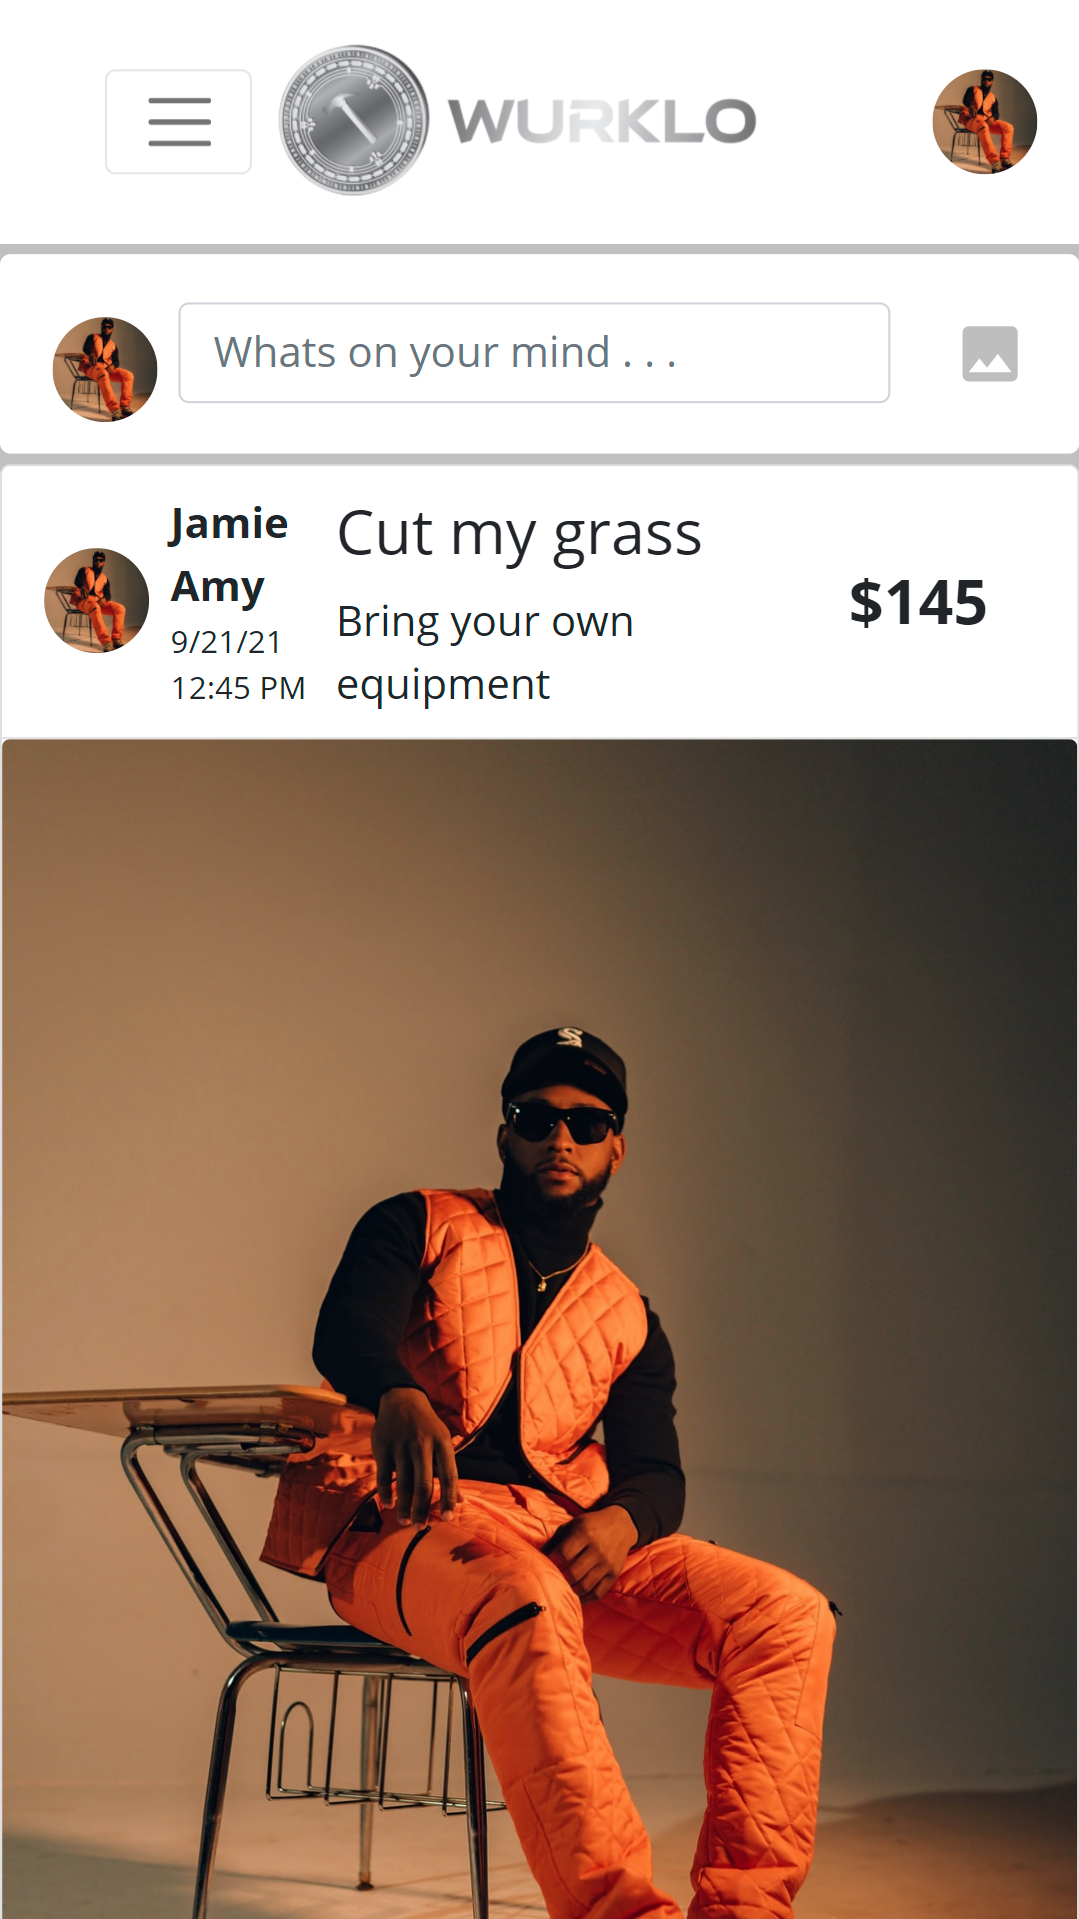 WURKLO
Whats on your mind . . .
Jamie
Amy
9/21/21
12:45 PM
Cut my grass
Bring your own
equipment
$145